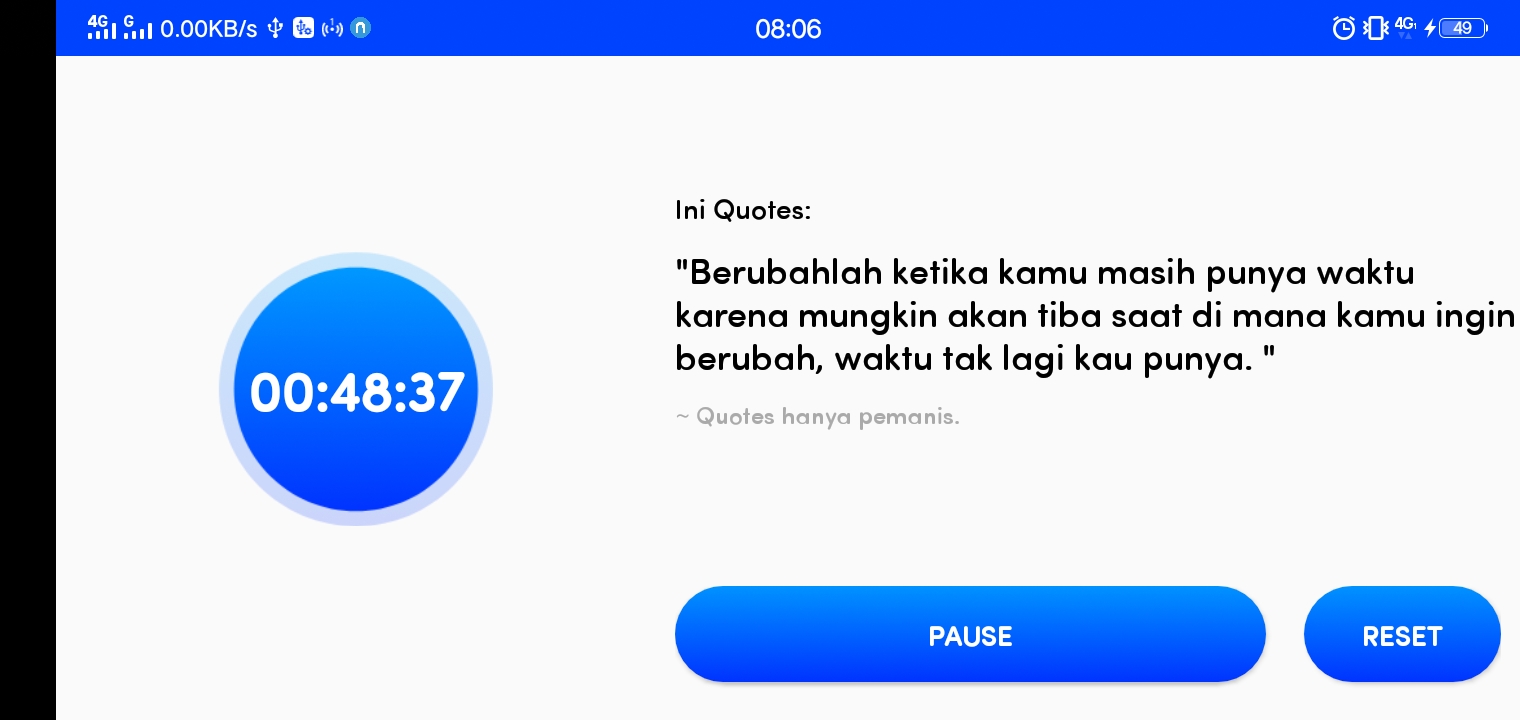 4G G 0.00KB/s 08:06 4G 49
Ini Quotes:
"Berubahlah ketika kamu masih punya waktu
karena mungkin akan tiba saat di mana kamu ingin
berubah, waktu tak lagi kau punya. "
~ Quotes hanya pemanis.
00:48:37
PAUSE RESET